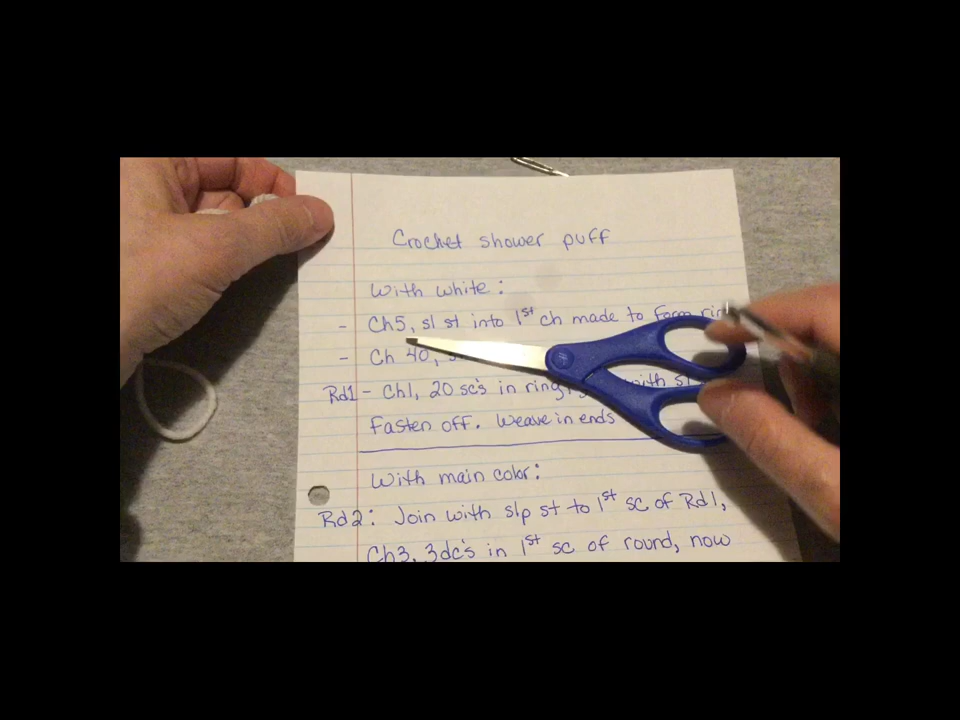 Crochet shower puff
With white:
- Ch5, sl st into 1st ch made to form
- Ch 40,
Rd1 - Ch1, 20 sc's in ring, with
Fasten off. Weave in ends
With main color:
Rd2: Join with slp st to 1st sc of Rd1,
Ch3, 3dc's in 1st sc of round, now